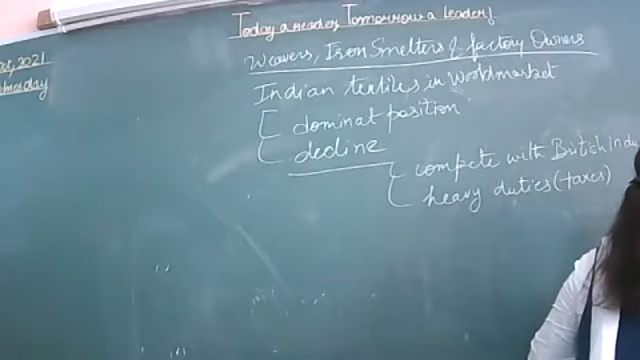 Today a reader, Tomorrow a Leader!
2021
Weavers, Iron Smelters & factory Owners
Indian textiles in world market
dominat position
decline
compete with British Indu
heavy duties (taxes)